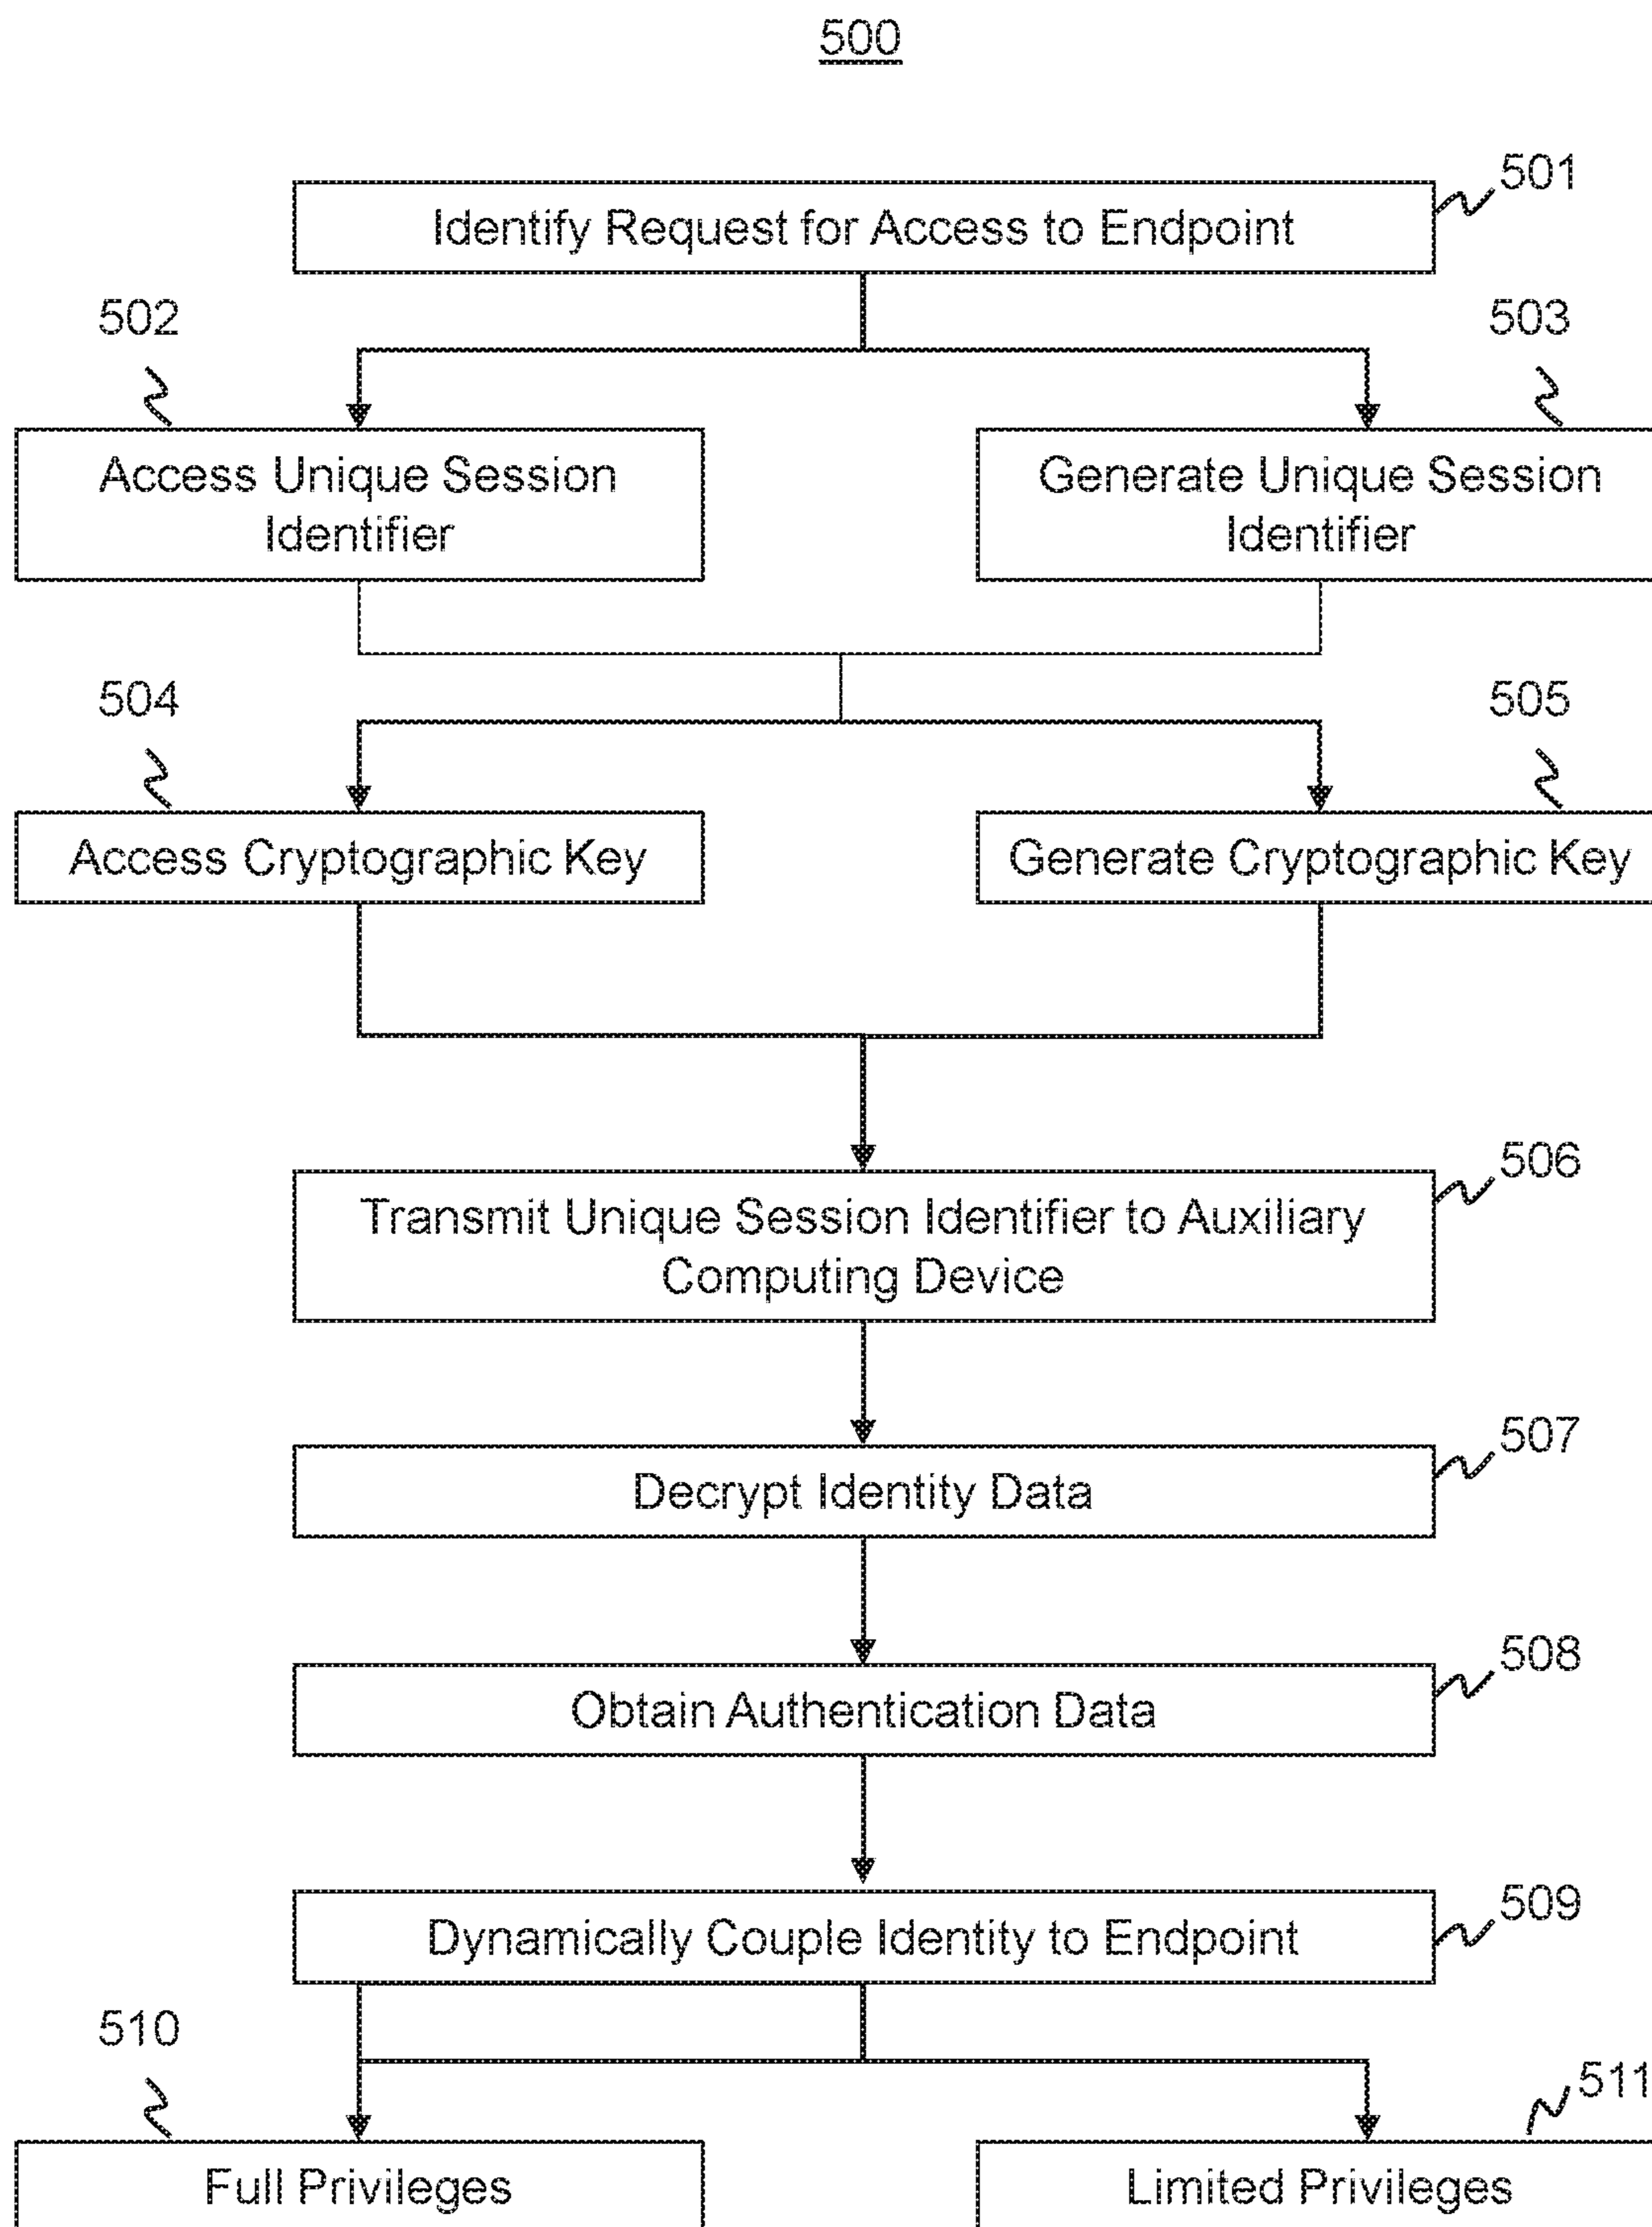 500
501
Identify Request for Access to Endpoint
502
503
Access Unique Session
Identifier
Generate Unique Session
Identifier
504
505
Access Cryptographic Key
Generate Cryptographic Key
506
Transmit Unique Session Identifier to Auxiliary
Computing Device
507
Decrypt Identity Data
508
Obtain Authentication Data
509
Dynamically Couple Identity to Endpoint
510
511
Full Privileges
Limited Privileges